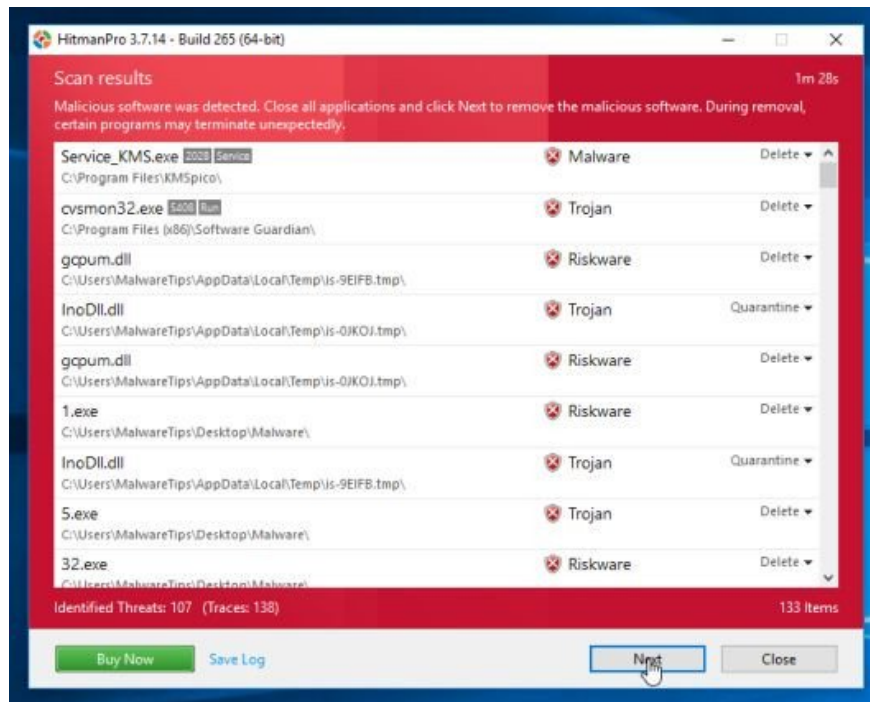 HitmanPro 3.7.14 - Build 265 (64-bit)
Scan results
1m 28s
Malicious software was detected. Close all applications and click Next to remove the malicious software. During removal,
certain programs may terminate unexpectedly.
Service_KMS.exe 2028 Service Malware Delete
C:\Program Files\KMSpico\
cvsmon32.exe 5408 Run Trojan Delete
C:\Program Files (x86)\Software Guardian\
gcpum.dll Riskware Delete
C:\Users\MalwareTips\AppData\Local\Temp\is-9EIFB.tmp\
InoDll.dll Trojan Quarantine
C:\Users\MalwareTips\AppData\Local\Temp\is-0JKOJ.tmp\
gcpum.dll Riskware Delete
C:\Users\MalwareTips\AppData\Local\Temp\is-0JKOJ.tmp\
1.exe Riskware Delete
C:\Users\MalwareTips\Desktop\Malware\
InoDll.dll Trojan Quarantine
C:\Users\MalwareTips\AppData\Local\Temp\is-9EIFB.tmp\
5.exe Trojan Delete
C:\Users\MalwareTips\Desktop\Malware\
32.exe Riskware Delete
C:\Users\MalwareTips\Desktop\Malware\
Identified Threats: 107 (Traces: 138)
133 Items
Buy Now
Save Log
Next
Close